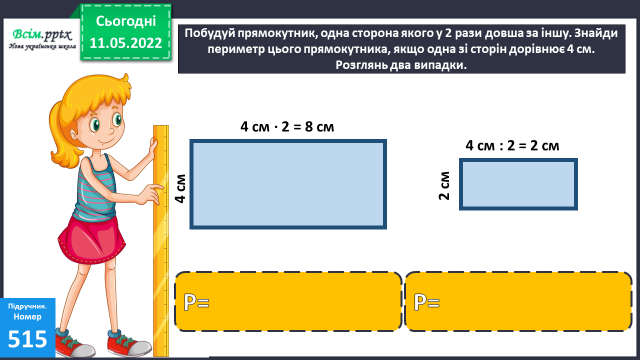 Всім.pptx
Нова українська школа
Сьогодні
11.05.2022
Побудуй прямокутник, одна сторона якого у 2 рази довша за іншу. Знайди
периметр цього прямокутника, якщо одна зі сторін дорівнює 4 см.
Розглянь два випадки.
4 см · 2 = 8 см
4 см
4 см : 2 = 2 см
2 см
P=
P=
Підручник.
Номер
515